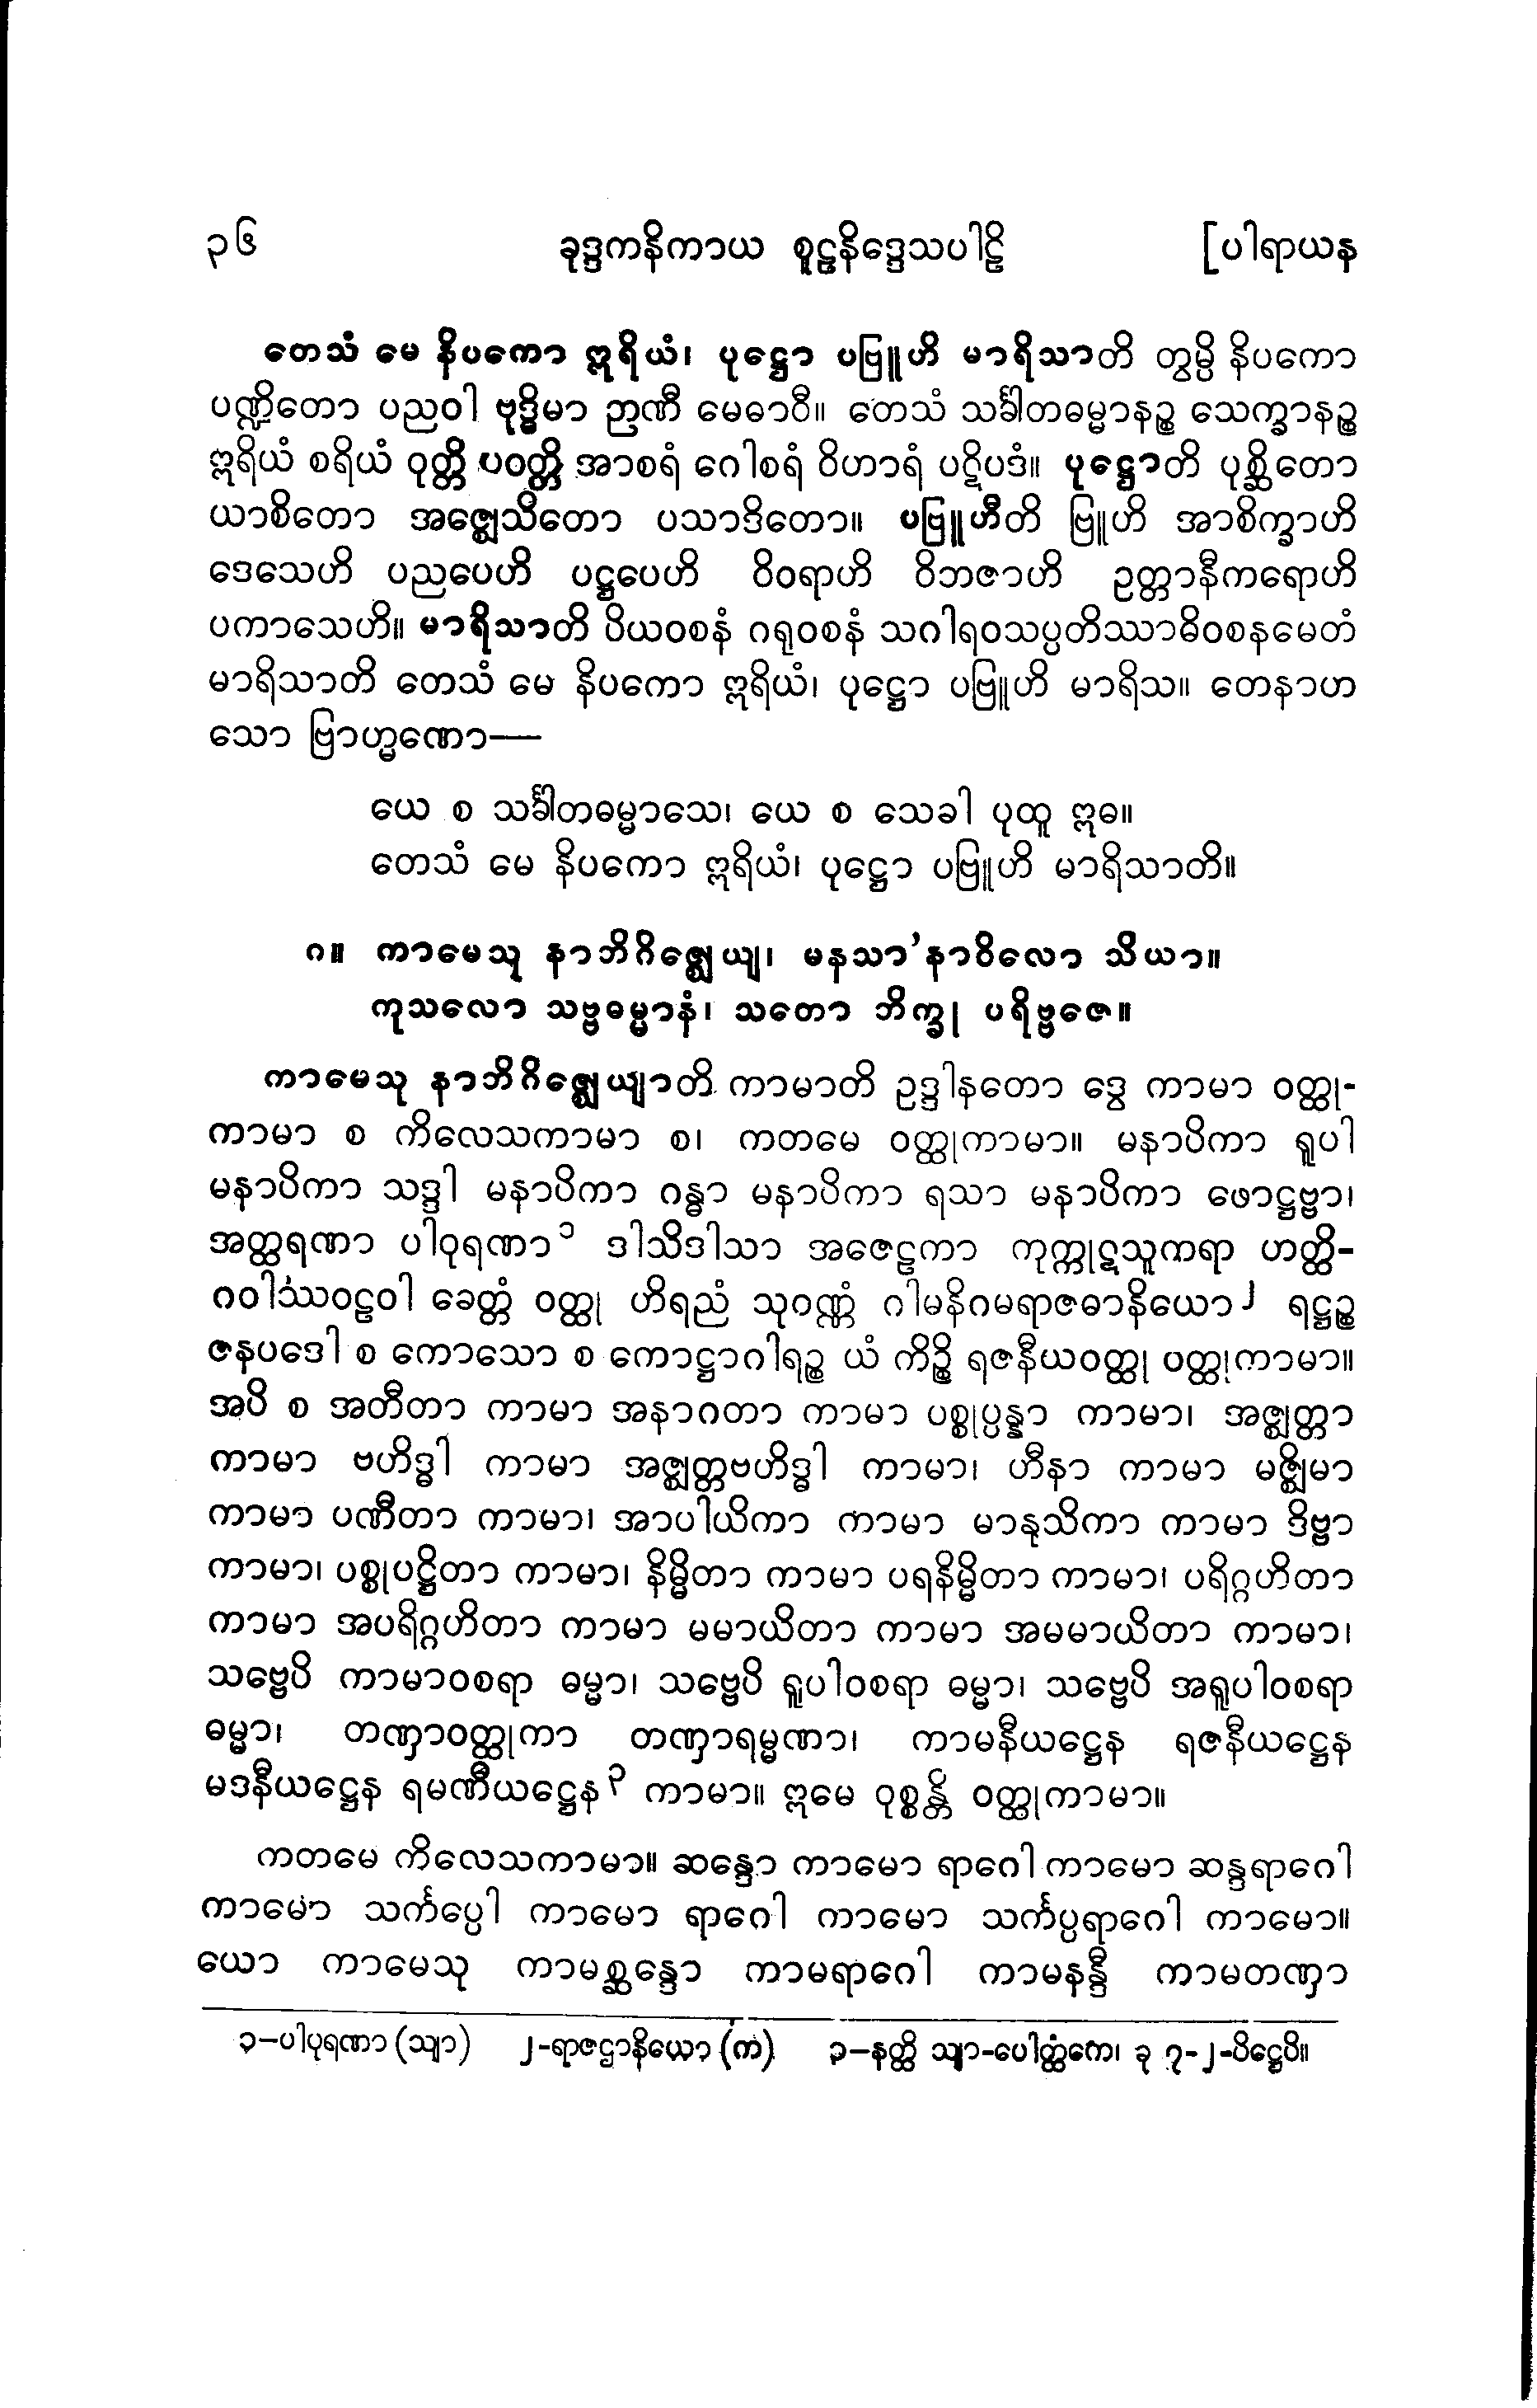 ၃၆ ခုဒ္ဒကနိကာယ စူဠနိဒ္ဒေသပါဠိ [ပါရာယန
တေသံ မေ နိပကော ဣရိယံ၊ ပုဋ္ဌော ပဗြူဟိ မာရိသာတိ တွမ္ပိ နိပကော
ပဏ္ဍိတော ပညဝါ ဗုဒ္ဓိမာ ဉာဏီ မေဓာဝီ။ တေသံ သင်္ခါတဓမ္မာနဉ္စ သေက္ခာနဉ္စ
ဣရိယံ စရိယံ ဝုတ္တိ ပဝတ္တိ အာစရံ ဂေါစရံ ဝိဟာရံ ပဋိပဒံ။ ပုဋ္ဌောတိ ပုစ္ဆိတော
ယာစိတော အဇ္ဈေသိတော ပသာဒိတော။ ပဗြူဟီတိ ဗြူဟိ အာစိက္ခာဟိ
ဒေသေဟိ ပညပေဟိ ပဋ္ဌပေဟိ ဝိဝရာဟိ ဝိဘဇာဟိ ဥတ္တာနီကရောဟိ
ပကာသေဟိ။ မာရိသာတိ ပိယဝစနံ ဂရုဝစနံ သဂါရဝသပ္ပတိဿာဓိဝစနမေတံ
မာရိသာတိ တေသံ မေ နိပကော ဣရိယံ၊ ပုဋ္ဌော ပဗြူဟိ မာရိသ။ တေနာဟ
သော ဗြာဟ္မဏော—
ယေ စ သင်္ခါတဓမ္မာသေ၊ ယေ စ သေခါ ပုထူ ဣဓ။
တေသံ မေ နိပကော ဣရိယံ၊ ပုဋ္ဌော ပဗြူဟိ မာရိသာတိ။
၈။ ကာမေသု နာဘိဂိဇ္ဈေယျ၊ မနသာ’နာဝိလော သိယာ။
ကုသလော သဗ္ဗဓမ္မာနံ၊ သတော ဘိက္ခု ပရိဗ္ဗဇေ။
ကာမေသု နာဘိဂိဇ္ဈေယျာတိ ကာမာတိ ဥဒ္ဒါနတော ဒွေ ကာမာ ဝတ္ထု-
ကာမာ စ ကိလေသကာမာ စ၊ ကတမေ ဝတ္ထုကာမာ။ မနာပိကာ ရူပါ
မနာပိကာ သဒ္ဒါ မနာပိကာ ဂန္ဓာ မနာပိကာ ရသာ မနာပိကာ ဖောဋ္ဌဗ္ဗာ၊
အတ္ထရဏာ ပါဝုရဏာ၁ ဒါသိဒါသာ အဇေဠကာ ကုက္ကုဋသူကရာ ဟတ္ထိ-
ဂဝါဿဝဠဝါ ခေတ္တံ ဝတ္ထု ဟိရညံ သုဝဏ္ဏံ ဂါမနိဂမရာဇဓာနိယော၂ ရဋ္ဌဉ္စ
ဇနပဒေါ စ ကောသော စ ကောဋ္ဌာဂါရဉ္စ ယံ ကိဉ္စိ ရဇနီယဝတ္ထု ဝတ္ထုကာမာ။
အပိ စ အတီတာ ကာမာ အနာဂတာ ကာမာ ပစ္စုပ္ပန္နာ ကာမာ၊ အဇ္ဈတ္တာ
ကာမာ ဗဟိဒ္ဓါ ကာမာ အဇ္ဈတ္တဗဟိဒ္ဓါ ကာမာ၊ ဟီနာ ကာမာ မဇ္ဈိမာ
ကာမာ ပဏီတာ ကာမာ၊ အာပါယိကာ ကာမာ မာနုသိကာ ကာမာ ဒိဗ္ဗာ
ကာမာ၊ ပစ္စုပဋ္ဌိတာ ကာမာ၊ နိမ္မိတာ ကာမာ ပရနိမ္မိတာ ကာမာ၊ ပရိဂ္ဂဟိတာ
ကာမာ အပရိဂ္ဂဟိတာ ကာမာ မမာယိတာ ကာမာ အမမာယိတာ ကာမာ၊
သဗ္ဗေပိ ကာမာဝစရာ ဓမ္မာ၊ သဗ္ဗေပိ ရူပါဝစရာ ဓမ္မာ၊ သဗ္ဗေပိ အရူပါဝစရာ
ဓမ္မာ၊ တဏှာဝတ္ထုကာ တဏှာရမ္မဏာ၊ ကာမနီယဋ္ဌေန ရဇနီယဋ္ဌေန
မဒနီယဋ္ဌေန ရမဏီယဋ္ဌေန၃ ကာမာ။ ဣမေ ဝုစ္စန္တိ ဝတ္ထုကာမာ။
ကတမေ ကိလေသကာမာ။ ဆန္ဒော ကာမော ရာဂေါ ကာမော ဆန္ဒရာဂေါ
ကာမော သင်္ကပ္ပေါ ကာမော ရာဂေါ ကာမော သင်္ကပ္ပရာဂေါ ကာမော။
ယော ကာမေသု ကာမစ္ဆန္ဒော ကာမရာဂေါ ကာမနန္ဒီ ကာမတဏှာ
၁—ပါပုရဏာ (သျာ) ၂-ရာဇဌာနိယော (က) ၃—နတ္ထိ သျာ-ပေါတ္ထကေ၊ ခု ၇-၂-ပိဋ္ဌေပိ။